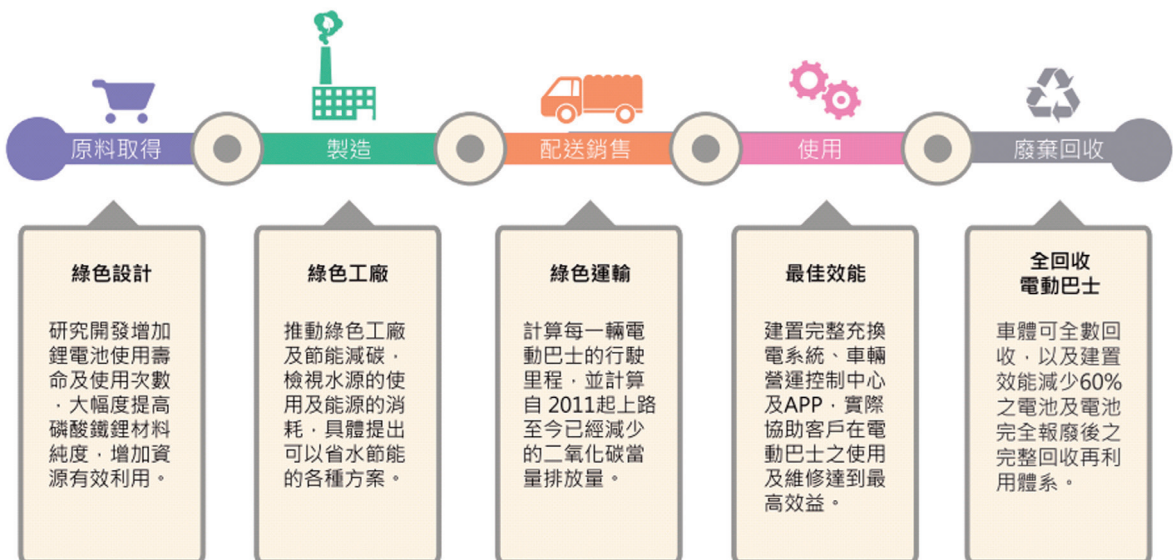 原料取得
製造
配送銷售
使用
廢棄回收
綠色設計
研究開發增加
鋰電池使用壽
命及使用次數
，大幅度提高
磷酸鐵鋰材料
純度，增加資
源有效利用。
綠色工廠
推動綠色工廠
及節能減碳，
檢視水源的使
用及能源的消
耗，具體提出
可以省水節能
的各種方案。
綠色運輸
計算每一輛電
動巴士的行駛
里程，並計算
自 2011起上路
至今已經減少
的二氧化碳當
量排放量。
最佳效能
建置完整充換
電系統、車輛
營運控制中心
及APP，實際
協助客戶在電
動巴士之使用
及維修達到最
高效益。
全回收
電動巴士
車體可全數回
收，以及建置
效能減少60%
之電池及電池
完全報廢後之
完整回收再利
用體系。